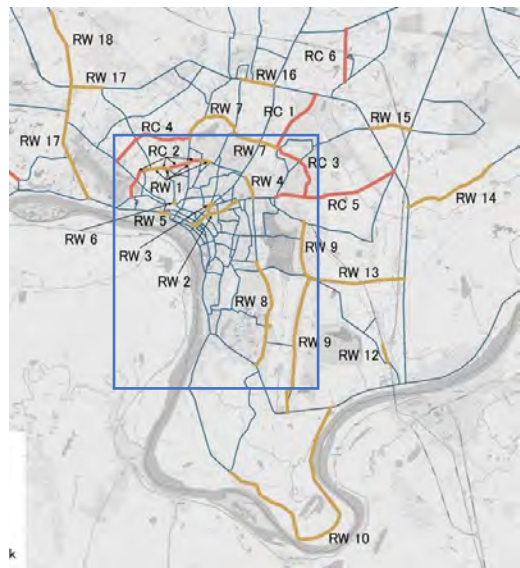 RW 18
RC 6
RW 17
RW 16
RC 1
RW 7
RW 15
RC 4
RW 17
RC 2
RW 7
RC 3
RW 1
RW 4
RC 5
RW 14
RW 5
RW 6
RW 9
RW 3
RW 13
RW 2
RW 8
RW 9
RW 12
RW 10
k